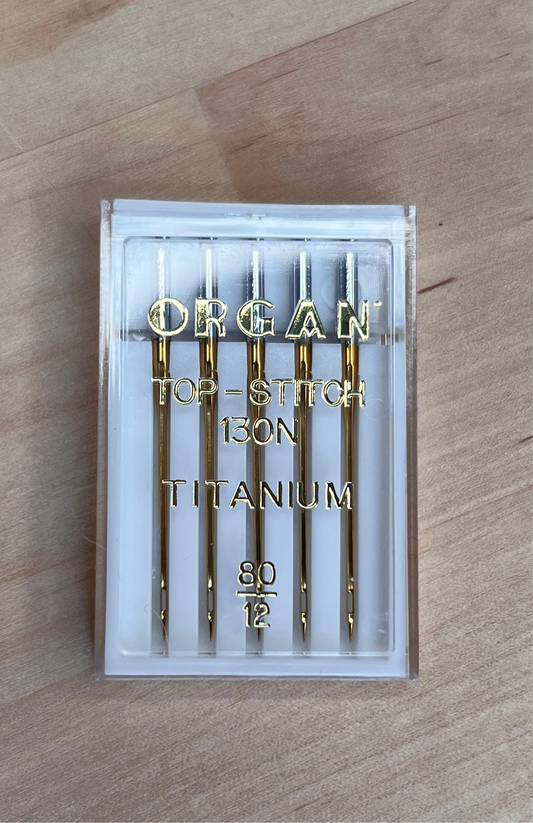 ORGAN
TOP-STITCH
130N
TITANIUM
80
12